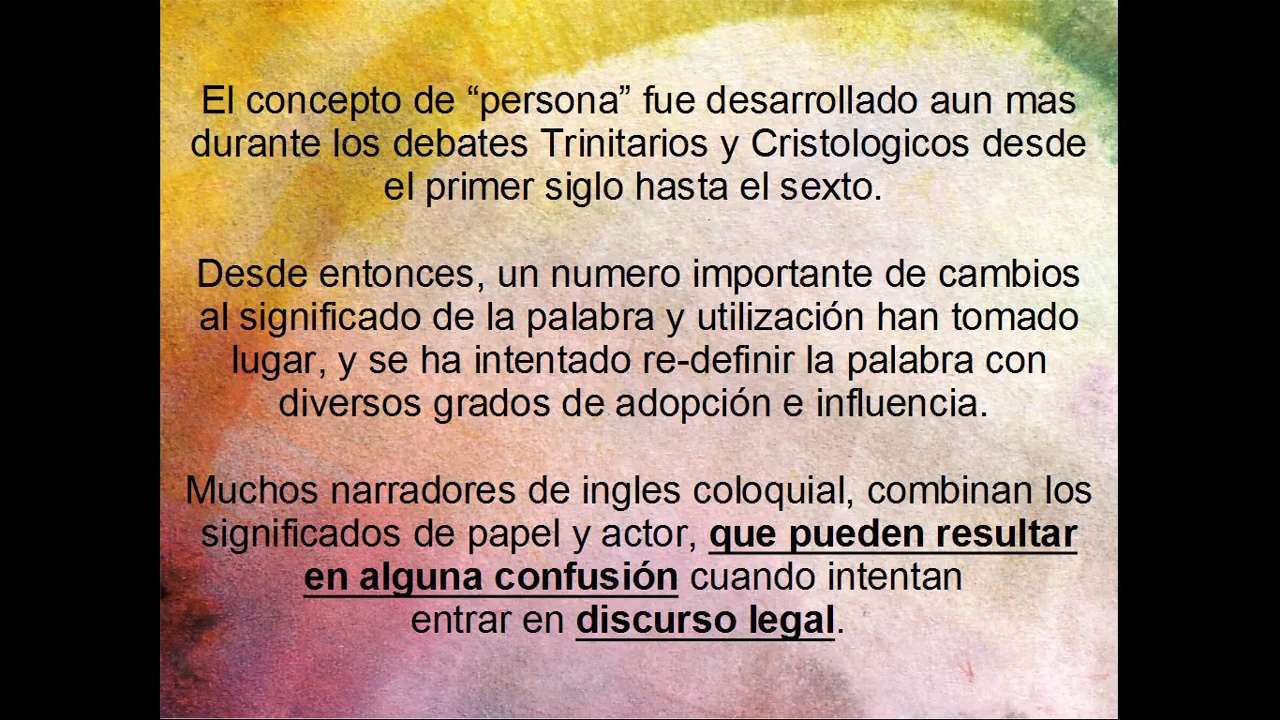 El concepto de “persona” fue desarrollado aun mas
durante los debates Trinitarios y Cristologicos desde
el primer siglo hasta el sexto.
Desde entonces, un numero importante de cambios
al significado de la palabra y utilización han tomado
lugar, y se ha intentado re-definir la palabra con
diversos grados de adopción e influencia.
Muchos narradores de ingles coloquial, combinan los
significados de papel y actor, que pueden resultar
en alguna confusión cuando intentan
entrar en discurso legal.